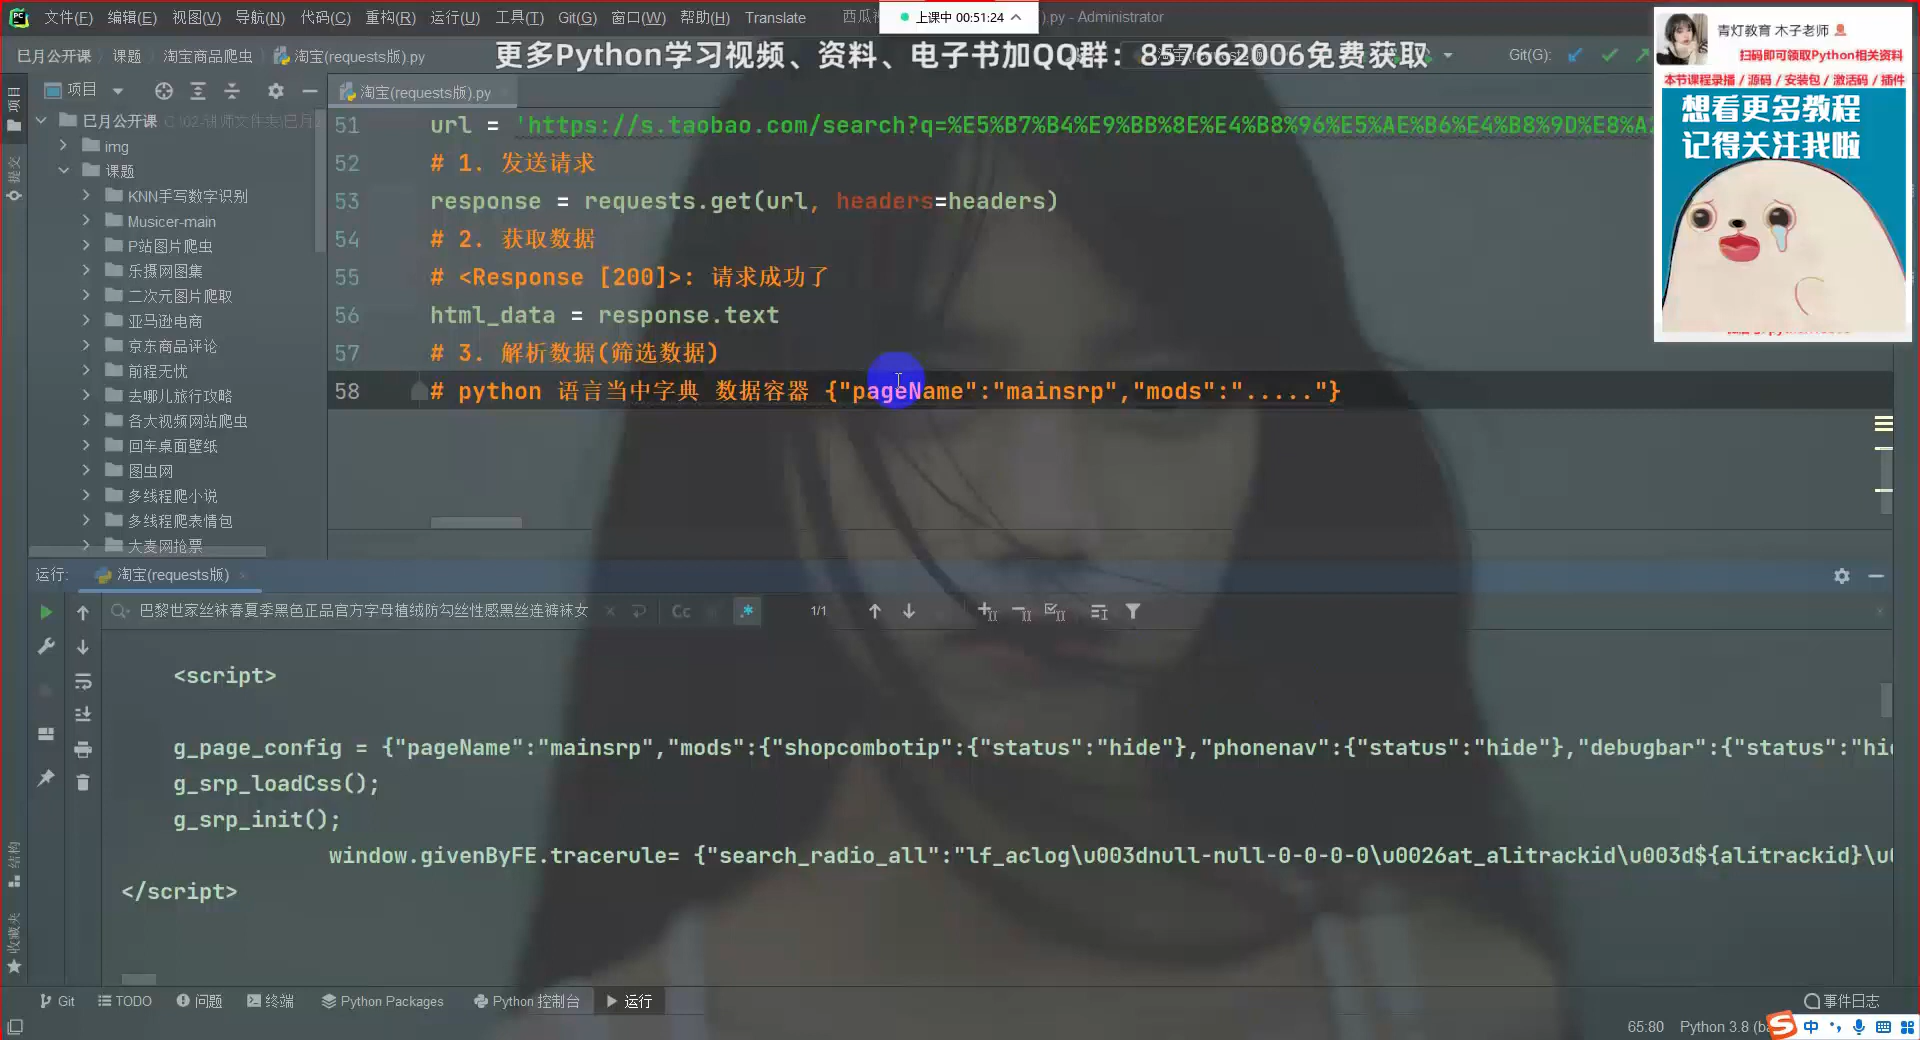 文件(F) 编辑(E) 视图(V) 导航(N) 代码(C) 重构(R) 运行(U) 工具(T) Git(G) 窗口(W) 帮助(H) Translate
上课中 00:51:24
).py - Administrator
巳月公开课 课题 淘宝商品爬虫 淘宝(requests版).py
更多Python学习视频、资料、电子书加QQ群：837662006免费获取
Git(G):
青灯教育 木子老师
扫码即可领取Python相关资料
本节课程录播 / 源码 / 安装包 / 激活码 / 插件
想看更多教程
记得关注我啦
项目
项目
提交
淘宝(requests版).py
巳月公开课
img
课题
KNN手写数字识别
Musicer-main
P站图片爬虫
乐摄网图集
二次元图片爬取
亚马逊电商
京东商品评论
前程无忧
去哪儿旅行攻略
各大视频网站爬虫
回车桌面壁纸
图虫网
多线程爬小说
多线程爬表情包
大麦网抢票
51 url = 'https://s.taobao.com/search?q=%E5%B7%B4%E9%BB%8E%E4%B8%96%E5%AE%B6%E4%B8%9D%E8%A
52 # 1. 发送请求
53 response = requests.get(url, headers=headers)
54 # 2. 获取数据
55 # <Response [200]>: 请求成功了
56 html_data = response.text
57 # 3. 解析数据(筛选数据)
58 # python 语言当中字典 数据容器 {"pageName":"mainsrp","mods":"....."}
运行: 淘宝(requests版)
巴黎世家丝袜春夏季黑色正品官方字母植绒防勾丝性感黑丝连裤袜女 Cc .* 1/1
<script>
g_page_config = {"pageName":"mainsrp","mods":{"shopcombotip":{"status":"hide"},"phonenav":{"status":"hide"},"debugbar":{"status":"hi
g_srp_loadCss();
g_srp_init();
window.givenByFE.tracerule= {"search_radio_all":"lf_aclog\u003dnull-null-0-0-0-0\u0026at_alitrackid\u003d${alitrackid}\u
</script>
结构
收藏夹
Git TODO 问题 终端 Python Packages Python 控制台 运行 事件日志
65:80 Python 3.8 (ba 中